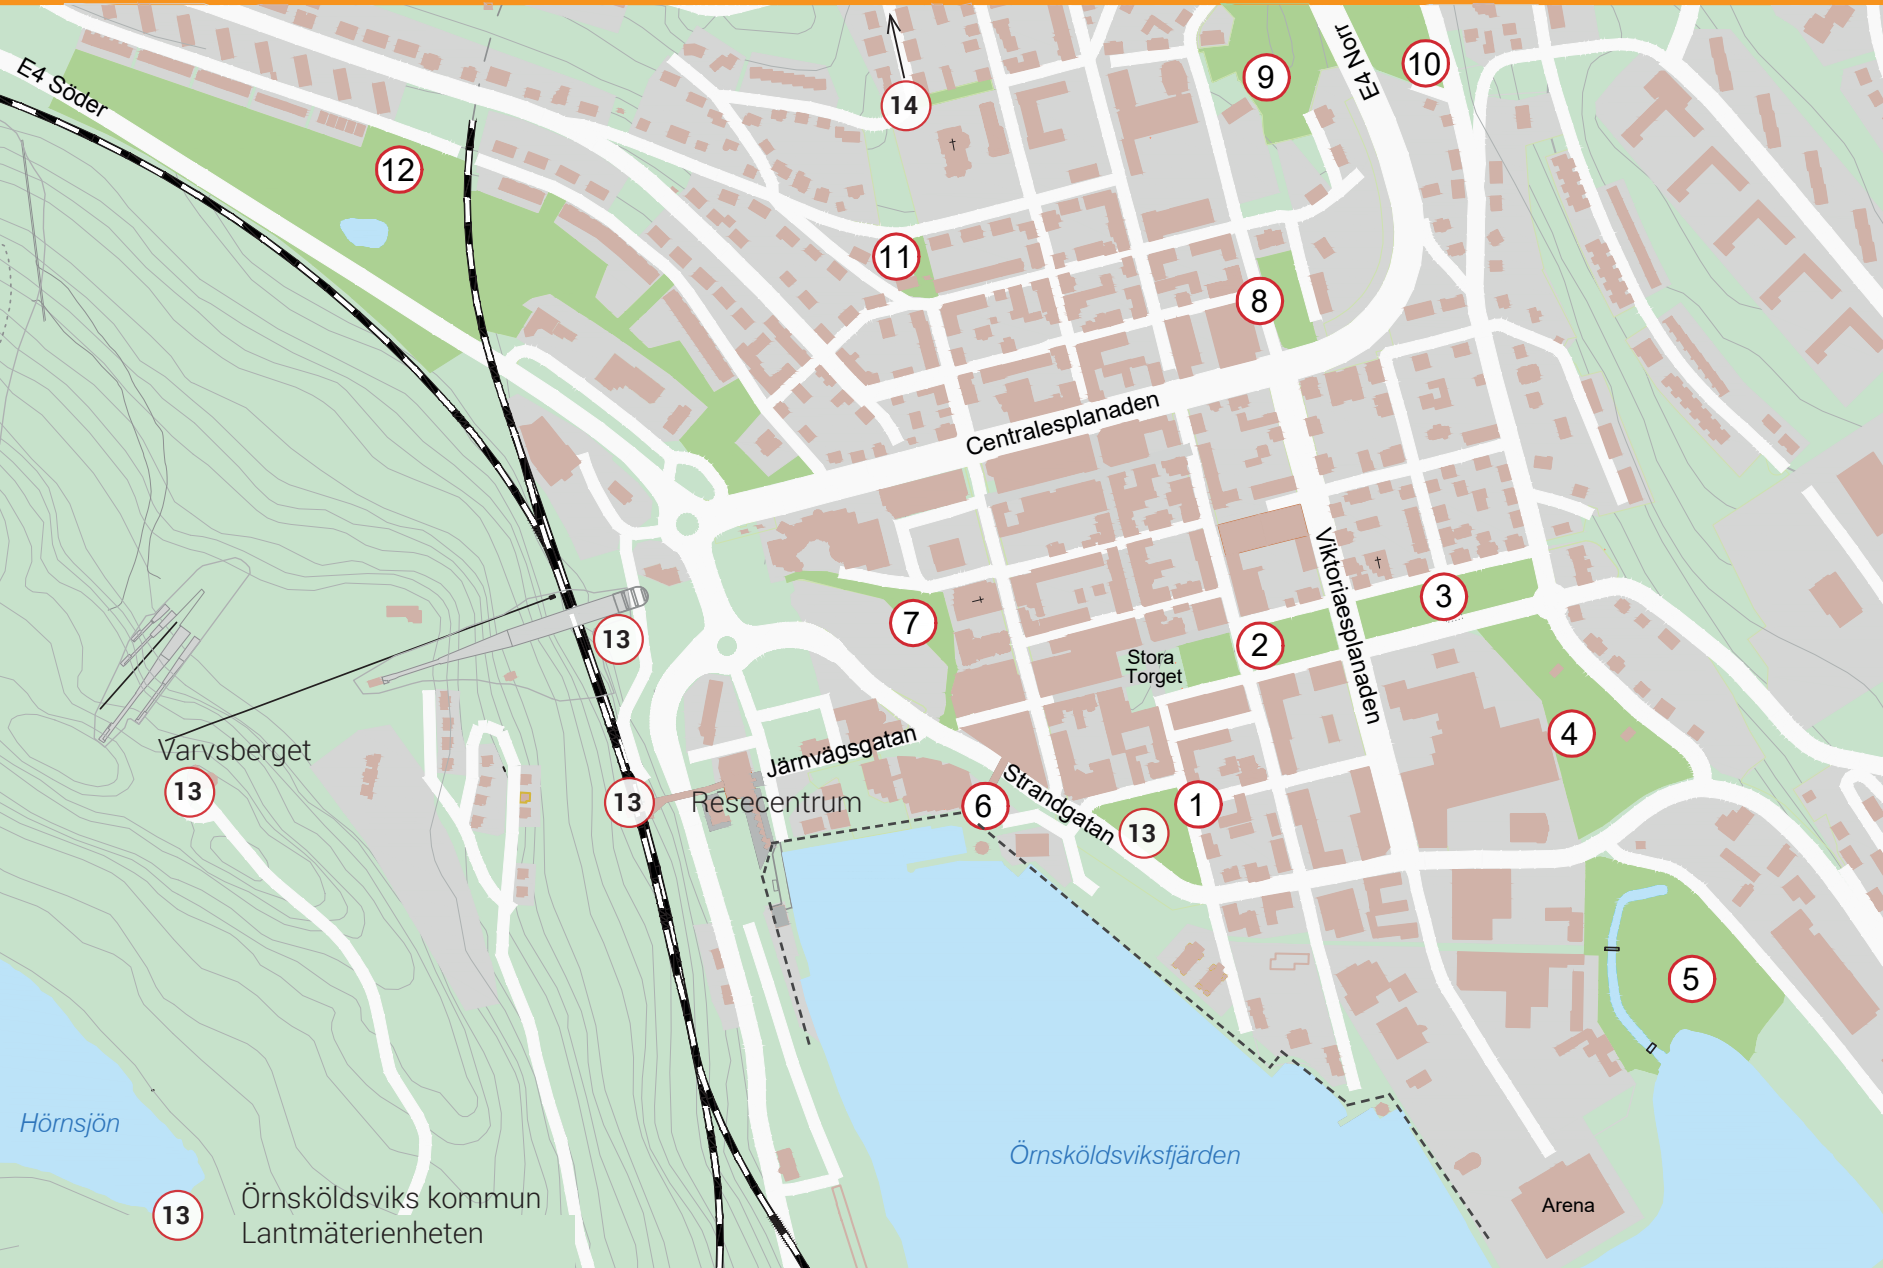 E4 Söder
E4 Norr
9
10
14
12
11
8
Centralesplanaden
Viktoriaesplanaden
3
7
2
13
Stora
Torget
4
Varvsberget
Järnvägsgatan
13
13
Resecentrum
6
Strandgatan
1
13
5
Hörnsjön
Örnsköldsviksfjärden
13
Örnsköldsviks kommun
Lantmäterienheten
Arena